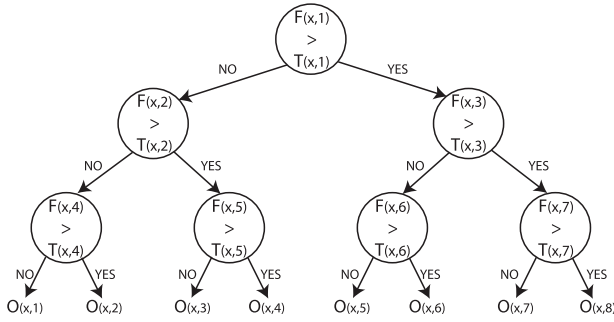 F(x,1)
>
T(x,1)
NO
YES
F(x,2)
>
T(x,2)
F(x,3)
>
T(x,3)
NO
YES
NO
YES
F(x,4)
>
T(x,4)
F(x,5)
>
T(x,5)
F(x,6)
>
T(x,6)
F(x,7)
>
T(x,7)
NO
YES
NO
YES
NO
YES
NO
YES
O(x,1)
O(x,2)
O(x,3)
O(x,4)
O(x,5)
O(x,6)
O(x,7)
O(x,8)